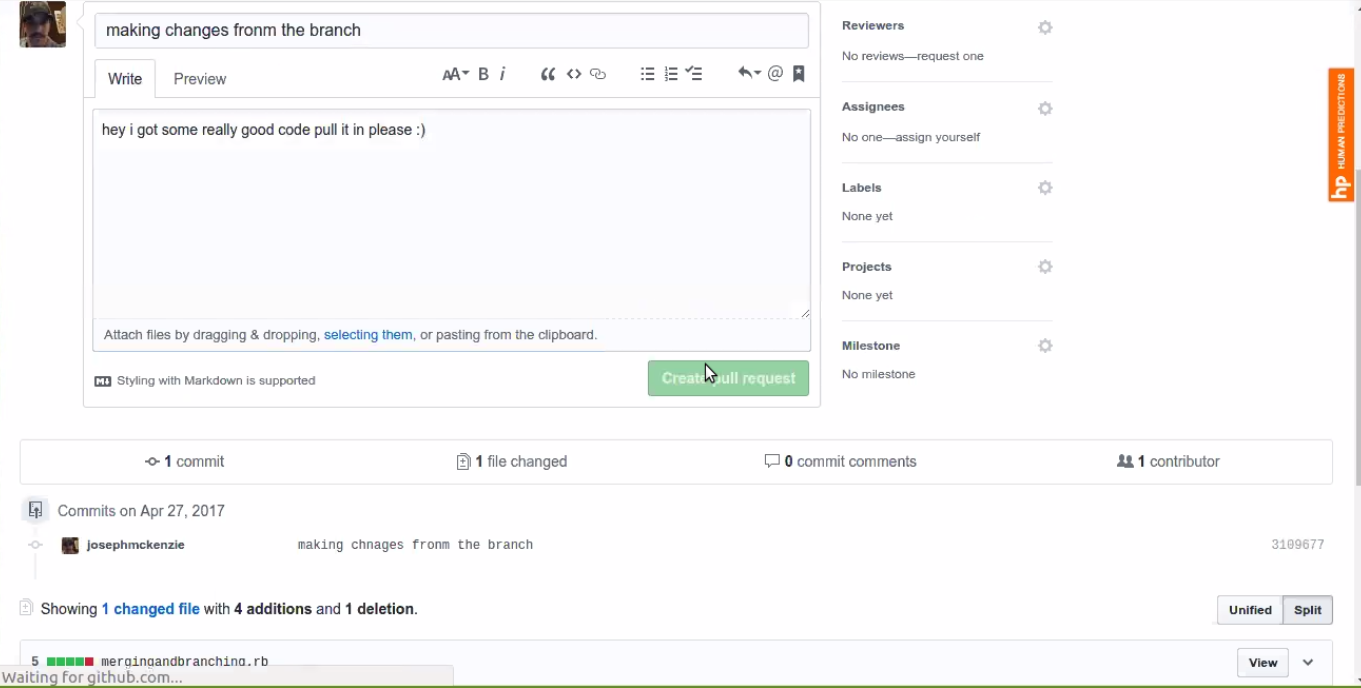 making changes fronm the branch
Write
Preview
AA B i
hey i got some really good code pull it in please :)
Attach files by dragging & dropping, selecting them, or pasting from the clipboard.
Styling with Markdown is supported
Create pull request
Reviewers
No reviews—request one
Assignees
No one—assign yourself
Labels
None yet
Projects
None yet
Milestone
No milestone
hp HUMAN PREDICTIONS
1 commit
1 file changed
0 commit comments
1 contributor
Commits on Apr 27, 2017
josephmckenzie making chnages fronm the branch 3109677
Showing 1 changed file with 4 additions and 1 deletion.
Unified Split
5 mergingandbranching.rb
View
Waiting for github.com...